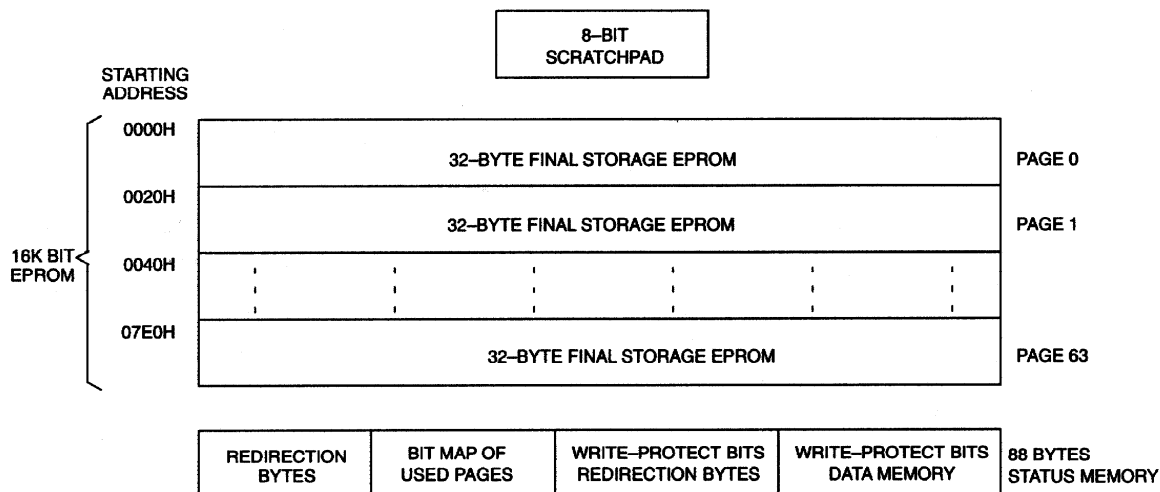 8–BIT
SCRATCHPAD
STARTING
ADDRESS
0000H
32–BYTE FINAL STORAGE EPROM
PAGE 0
0020H
32–BYTE FINAL STORAGE EPROM
PAGE 1
16K BIT
EPROM
0040H
07E0H
32–BYTE FINAL STORAGE EPROM
PAGE 63
REDIRECTION
BYTES
BIT MAP OF
USED PAGES
WRITE–PROTECT BITS
REDIRECTION BYTES
WRITE–PROTECT BITS
DATA MEMORY
88 BYTES
STATUS MEMORY